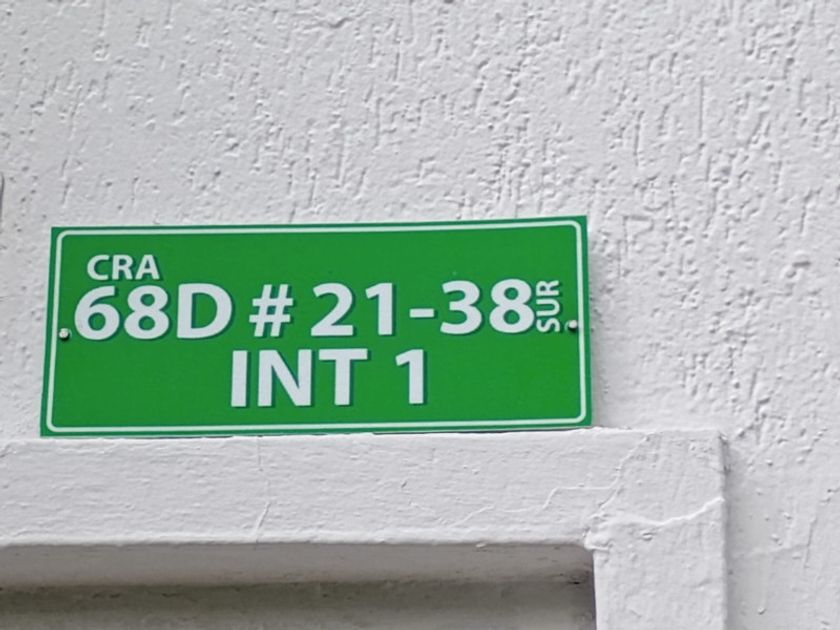 CRA
68D # 21-38 SUR
INT 1